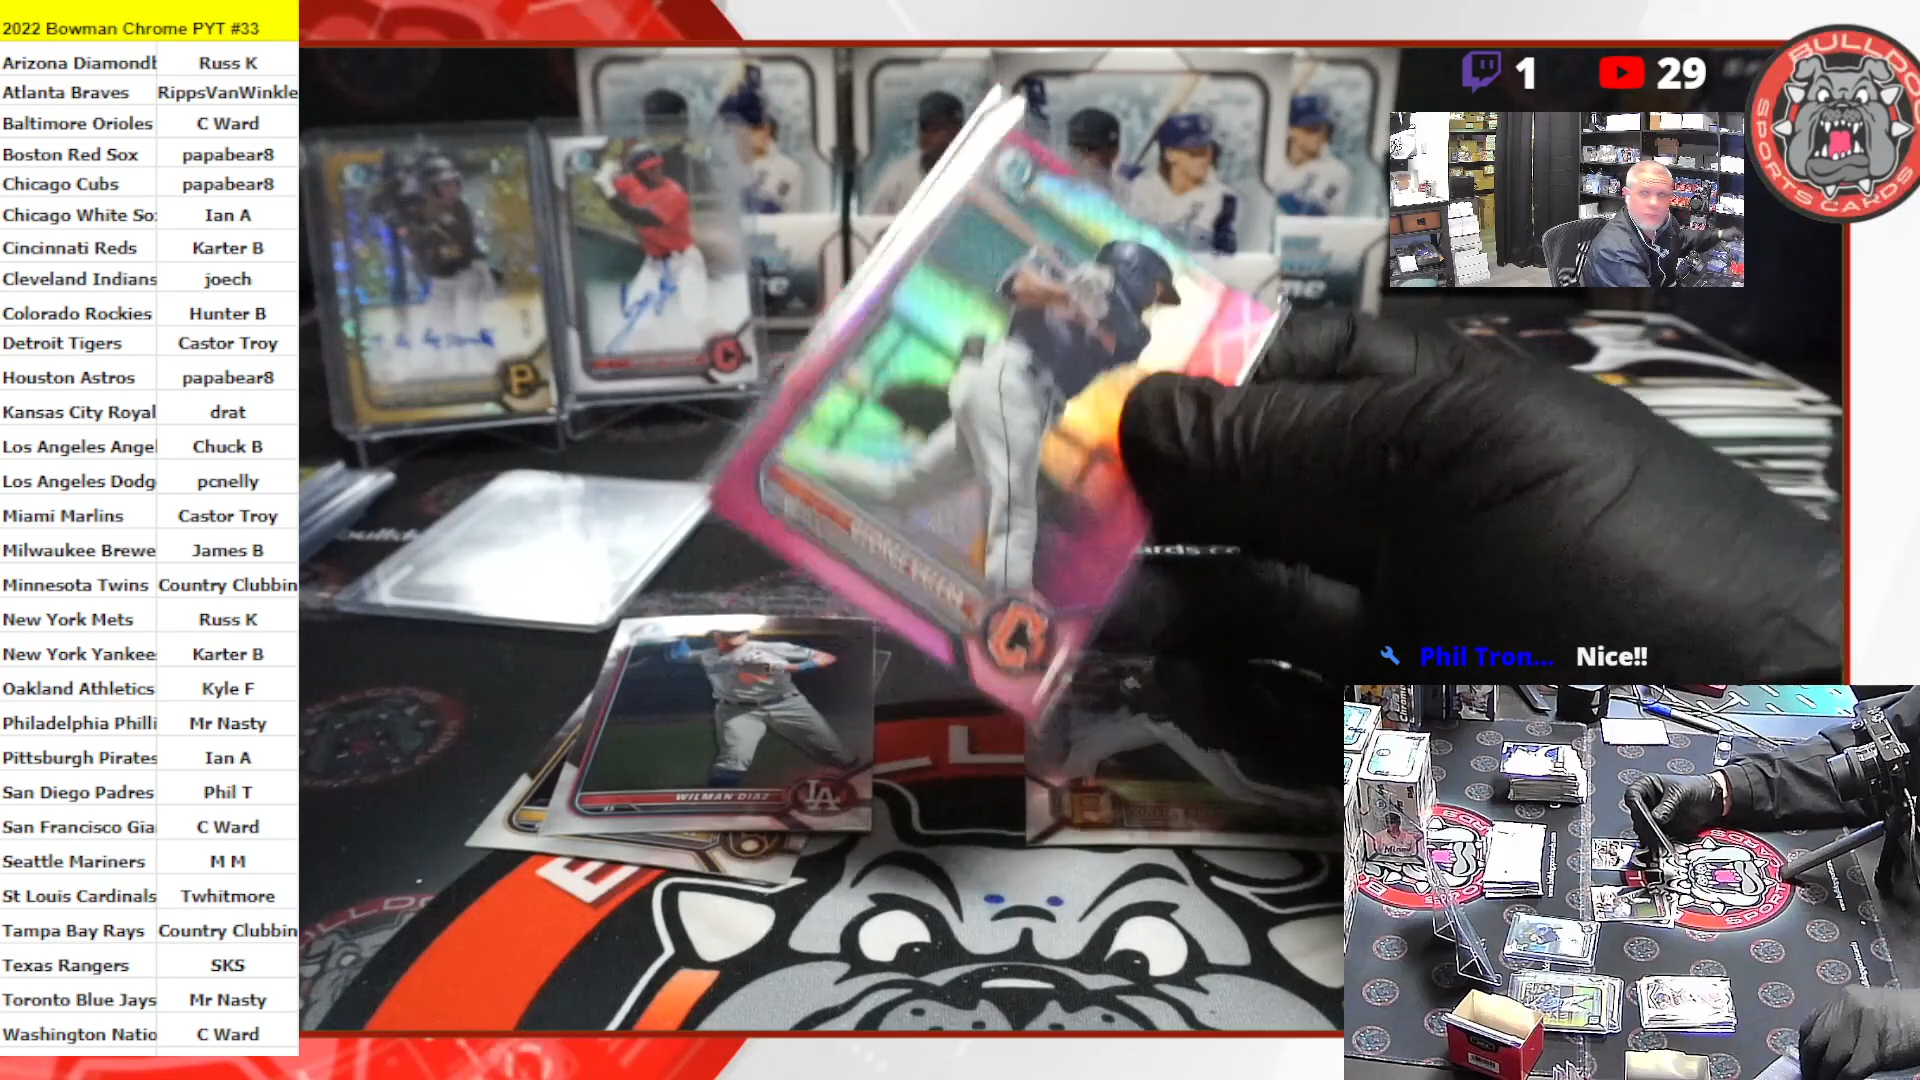 2022 Bowman Chrome PYT #33
Arizona Diamondb Russ K
Atlanta Braves RippsVanWinkle
Baltimore Orioles C Ward
Boston Red Sox papabear8
Chicago Cubs papabear8
Chicago White So Ian A
Cincinnati Reds Karter B
Cleveland Indians joech
Colorado Rockies Hunter B
Detroit Tigers Castor Troy
Houston Astros papabear8
Kansas City Royal drat
Los Angeles Angel Chuck B
Los Angeles Dodg pcnelly
Miami Marlins Castor Troy
Milwaukee Brewe James B
Minnesota Twins Country Clubbin
New York Mets Russ K
New York Yankee Karter B
Oakland Athletics Kyle F
Philadelphia Philli Mr Nasty
Pittsburgh Pirates Ian A
San Diego Padres Phil T
San Francisco Gia C Ward
Seattle Mariners M M
St Louis Cardinals Twhitmore
Tampa Bay Rays Country Clubbin
Texas Rangers SKS
Toronto Blue Jays Mr Nasty
Washington Natio C Ward
1 29
BULLDOG
SPORTS CARDS
Phil Tron... Nice!!
WILMAN DIAZ
LA
P
C